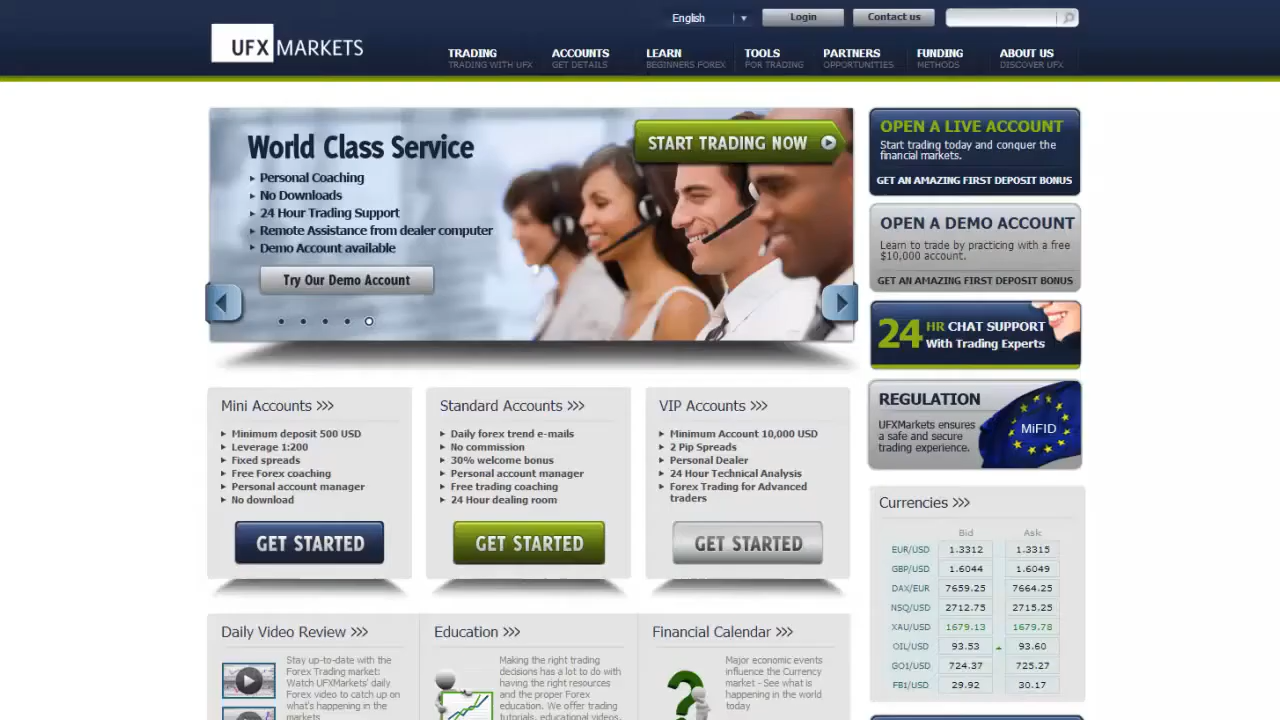 English
Login
Contact us
UFXMARKETS
TRADING
TRADING WITH UFX
ACCOUNTS
GET DETAILS
LEARN
BEGINNERS FOREX
TOOLS
FOR TRADING
PARTNERS
OPPORTUNITIES
FUNDING
METHODS
ABOUT US
DISCOVER UFX
World Class Service
Personal Coaching
No Downloads
24 Hour Trading Support
Remote Assistance from dealer computer
Demo Account available
Try Our Demo Account
START TRADING NOW
OPEN A LIVE ACCOUNT
Start trading today and conquer the
financial markets.
GET AN AMAZING FIRST DEPOSIT BONUS
OPEN A DEMO ACCOUNT
Learn to trade by practicing with a free
$10,000 account.
GET AN AMAZING FIRST DEPOSIT BONUS
24 HR CHAT SUPPORT
With Trading Experts
REGULATION
UFXMarkets ensures
a safe and secure
trading experience.
MiFID
Mini Accounts >>>
Minimum deposit 500 USD
Leverage 1:200
Fixed spreads
Free Forex coaching
Personal account manager
No download
GET STARTED
Standard Accounts >>>
Daily forex trend e-mails
No commission
30% welcome bonus
Personal account manager
Free trading coaching
24 Hour dealing room
GET STARTED
VIP Accounts >>>
Minimum Account 10,000 USD
2 Pip Spreads
Personal Dealer
24 Hour Technical Analysis
Forex Trading for Advanced
traders
GET STARTED
Currencies >>>
Bid Ask
EUR/USD 1.3312 1.3315
GBP/USD 1.6044 1.6049
DAX/EUR 7659.25 7664.25
NSQ/USD 2712.75 2715.25
XAU/USD 1679.13 1679.78
OIL/USD 93.53 93.60
GO1/USD 724.37 725.27
FB1/USD 29.92 30.17
Daily Video Review >>>
Stay up-to-date with the
Forex Trading market:
Watch UFXMarkets' daily
Forex video to catch up on
what's happening in the
markets
Education >>>
Making the right trading
decisions has a lot to do with
having the right resources
and the proper Forex
education. We offer trading
tutorials, educational videos,
Financial Calendar >>>
Major economic events
influence the Currency
market - See what is
happening in the world
today